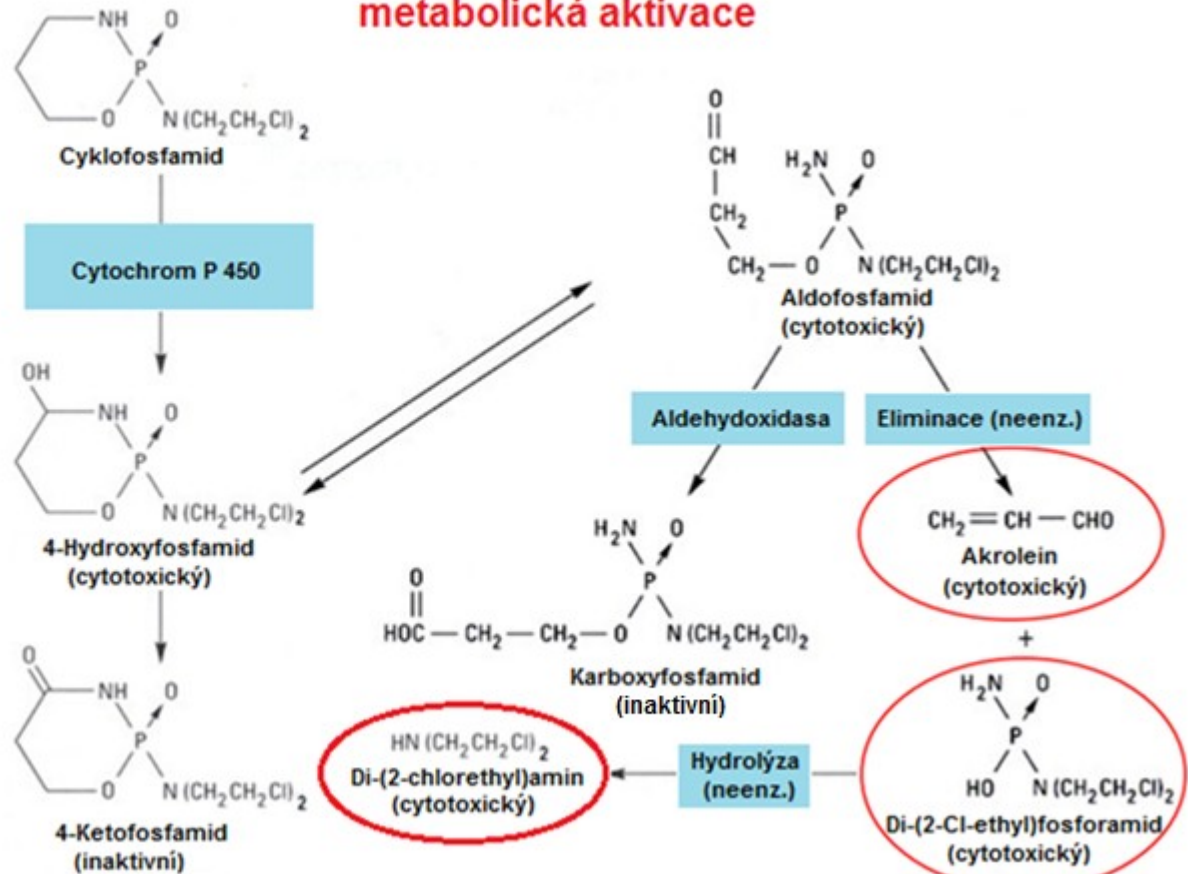 metabolická aktivace
NH O
P
O N(CH2CH2Cl)2
Cyklofosfamid
Cytochrom P 450
OH
NH O
P
O N(CH2CH2Cl)2
4-Hydroxyfosfamid
(cytotoxický)
O
NH O
P
O N(CH2CH2Cl)2
4-Ketofosfamid
(inaktivní)
O
CH H2N O
CH2 P
CH2 — O N(CH2CH2Cl)2
Aldofosfamid
(cytotoxický)
Aldehydoxidasa
Eliminace (neenz.)
H2N O
O P
HOC — CH2 — CH2 — O N(CH2CH2Cl)2
Karboxyfosfamid
(inaktivní)
CH2=CH — CHO
Akrolein
(cytotoxický)
+
H2N O
P
HO N(CH2CH2Cl)2
Di-(2-Cl-ethyl)fosforamid
(cytotoxický)
Hydrolýza
(neenz.)
HN(CH2CH2Cl)2
Di-(2-chlorethyl)amin
(cytotoxický)